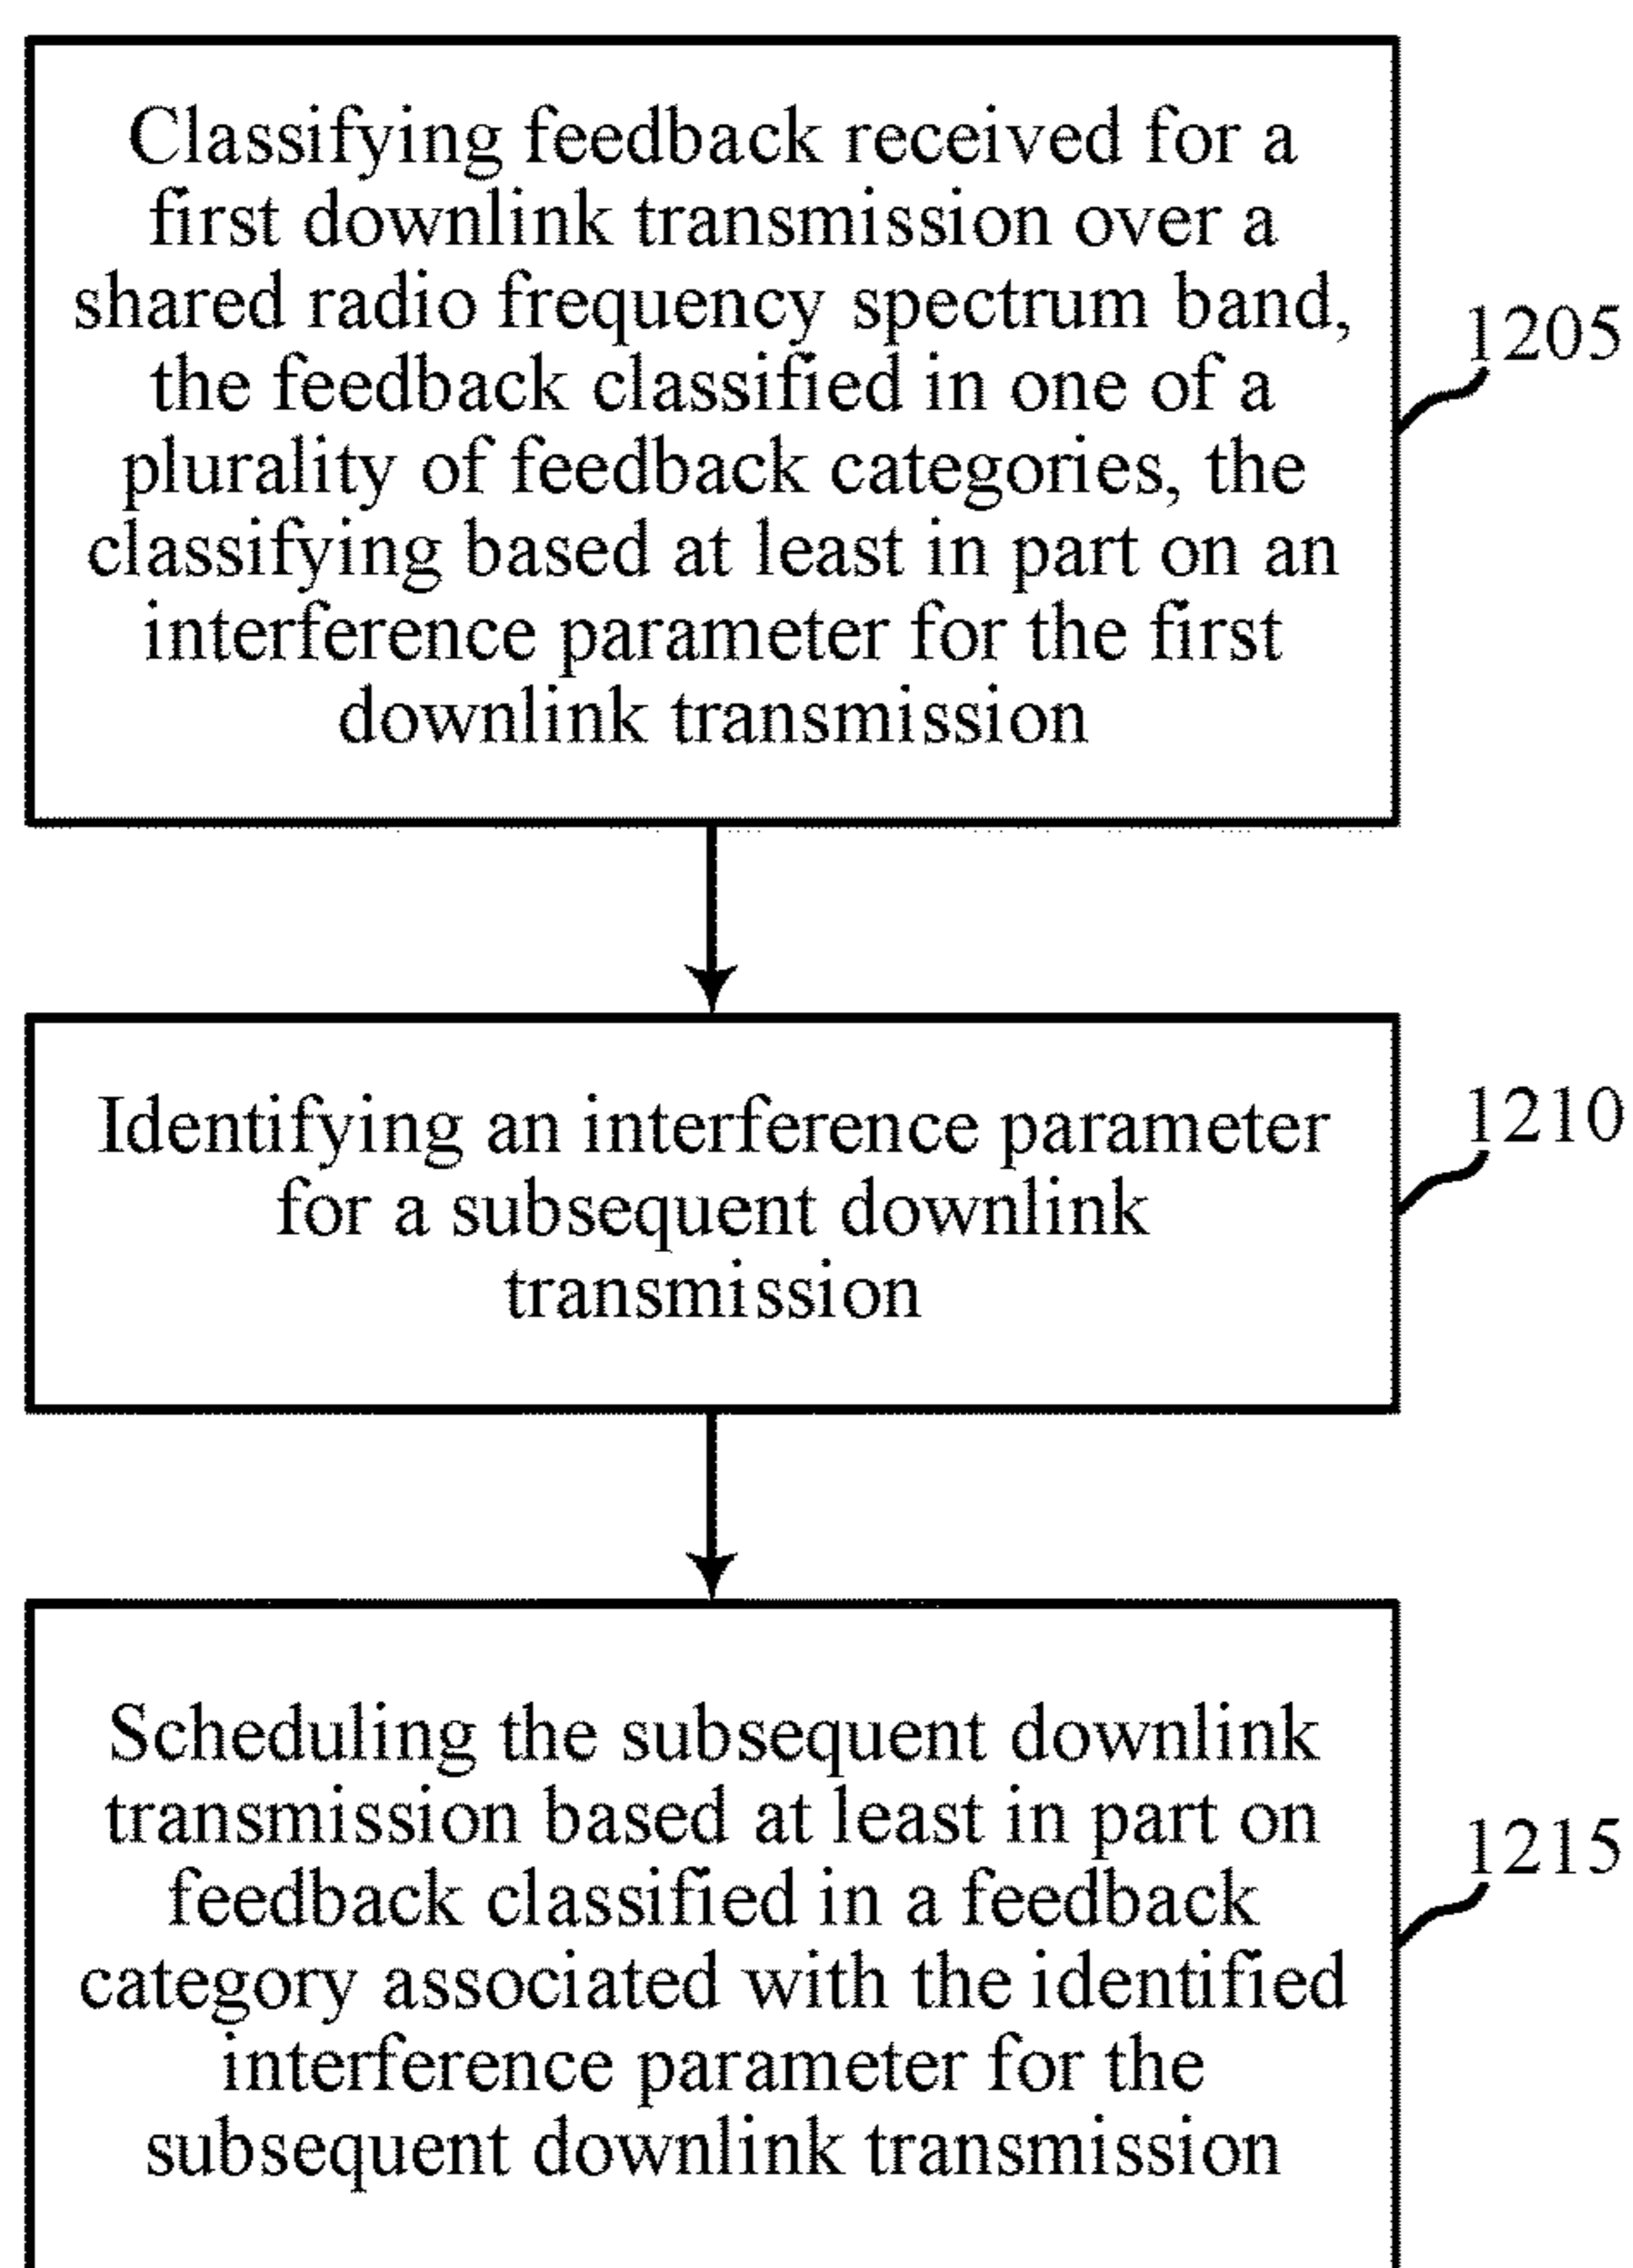 Classifying feedback received for a
first downlink transmission over a
shared radio frequency spectrum band,
the feedback classified in one of a
plurality of feedback categories, the
classifying based at least in part on an
interference parameter for the first
downlink transmission
1205
Identifying an interference parameter
for a subsequent downlink
transmission
1210
Scheduling the subsequent downlink
transmission based at least in part on
feedback classified in a feedback
category associated with the identified
interference parameter for the
subsequent downlink transmission
1215